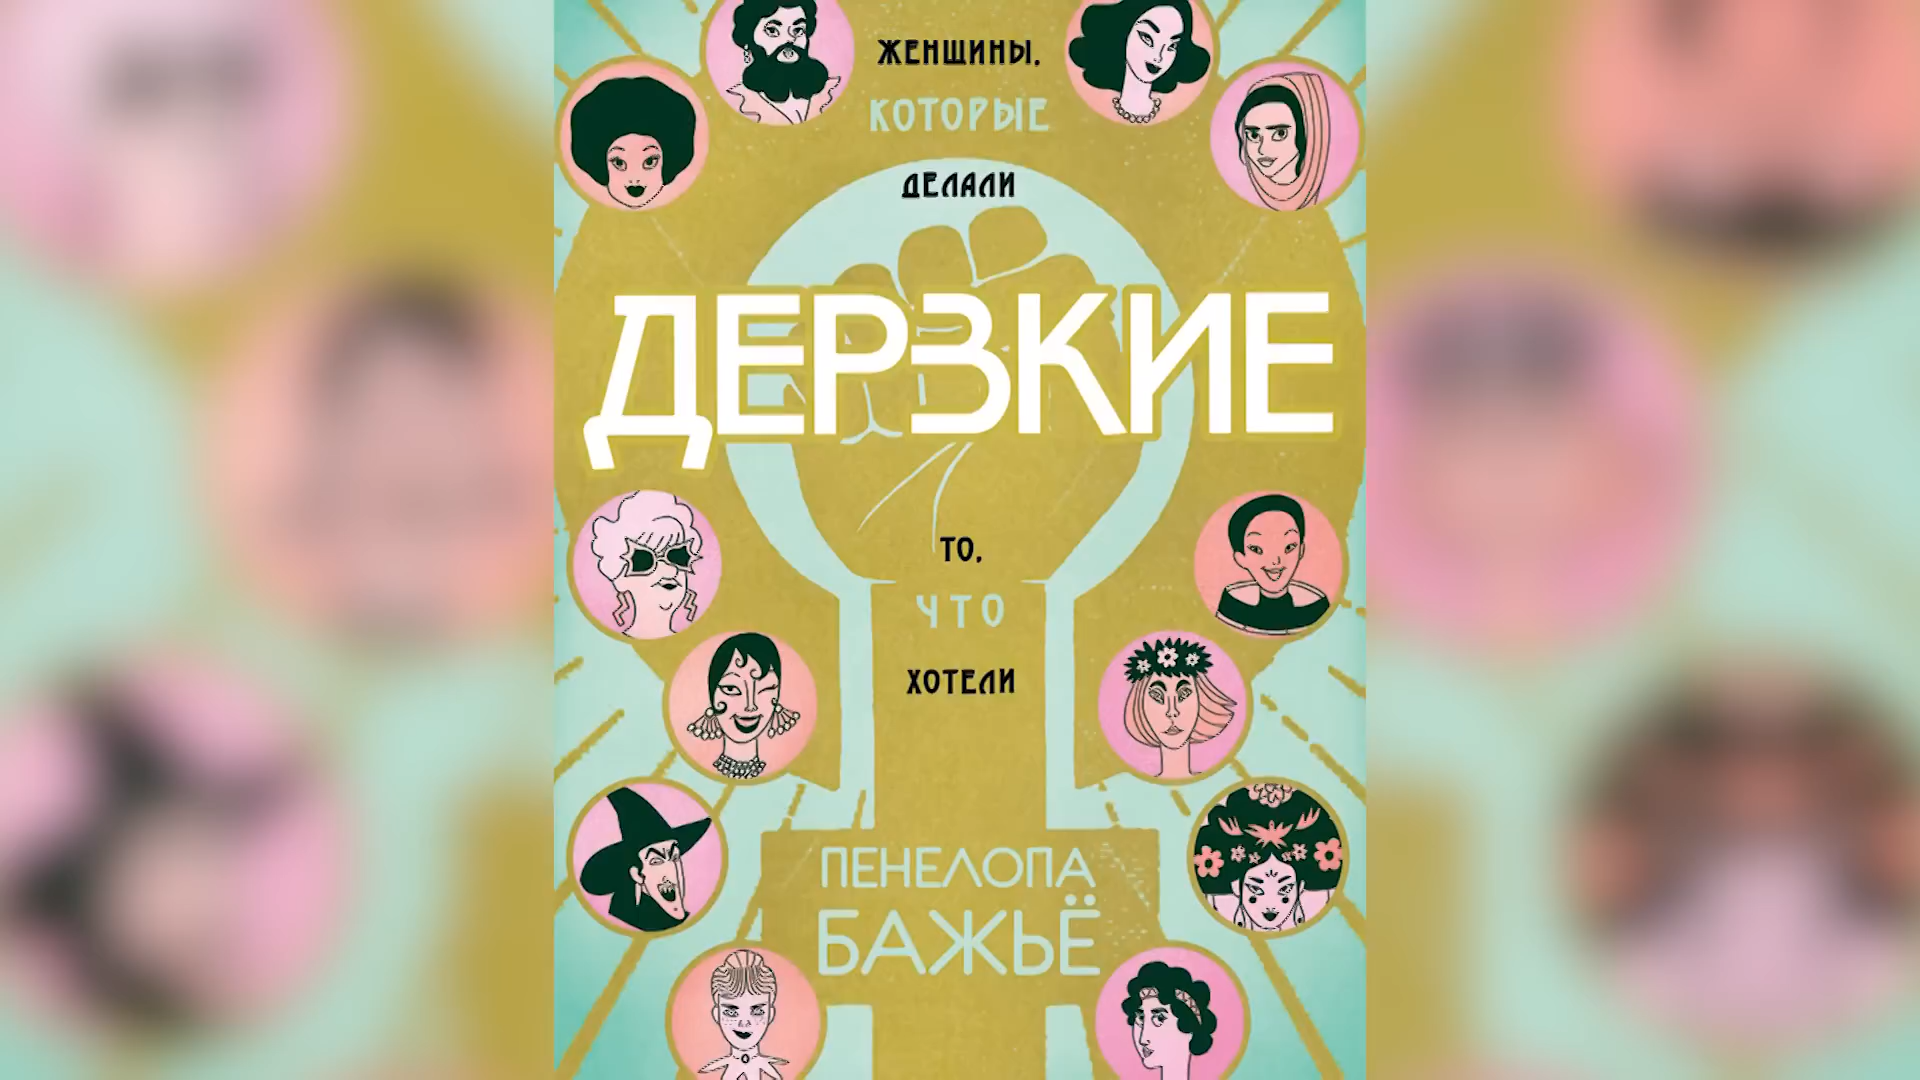 ЖЕНЩИНЫ,
КОТОРЫЕ
ДЕЛАЛИ
ДЕРЗКИЕ
ТО,
ЧТО
ХОТЕЛИ
ПЕНЕЛОПА
БАЖЬЁ